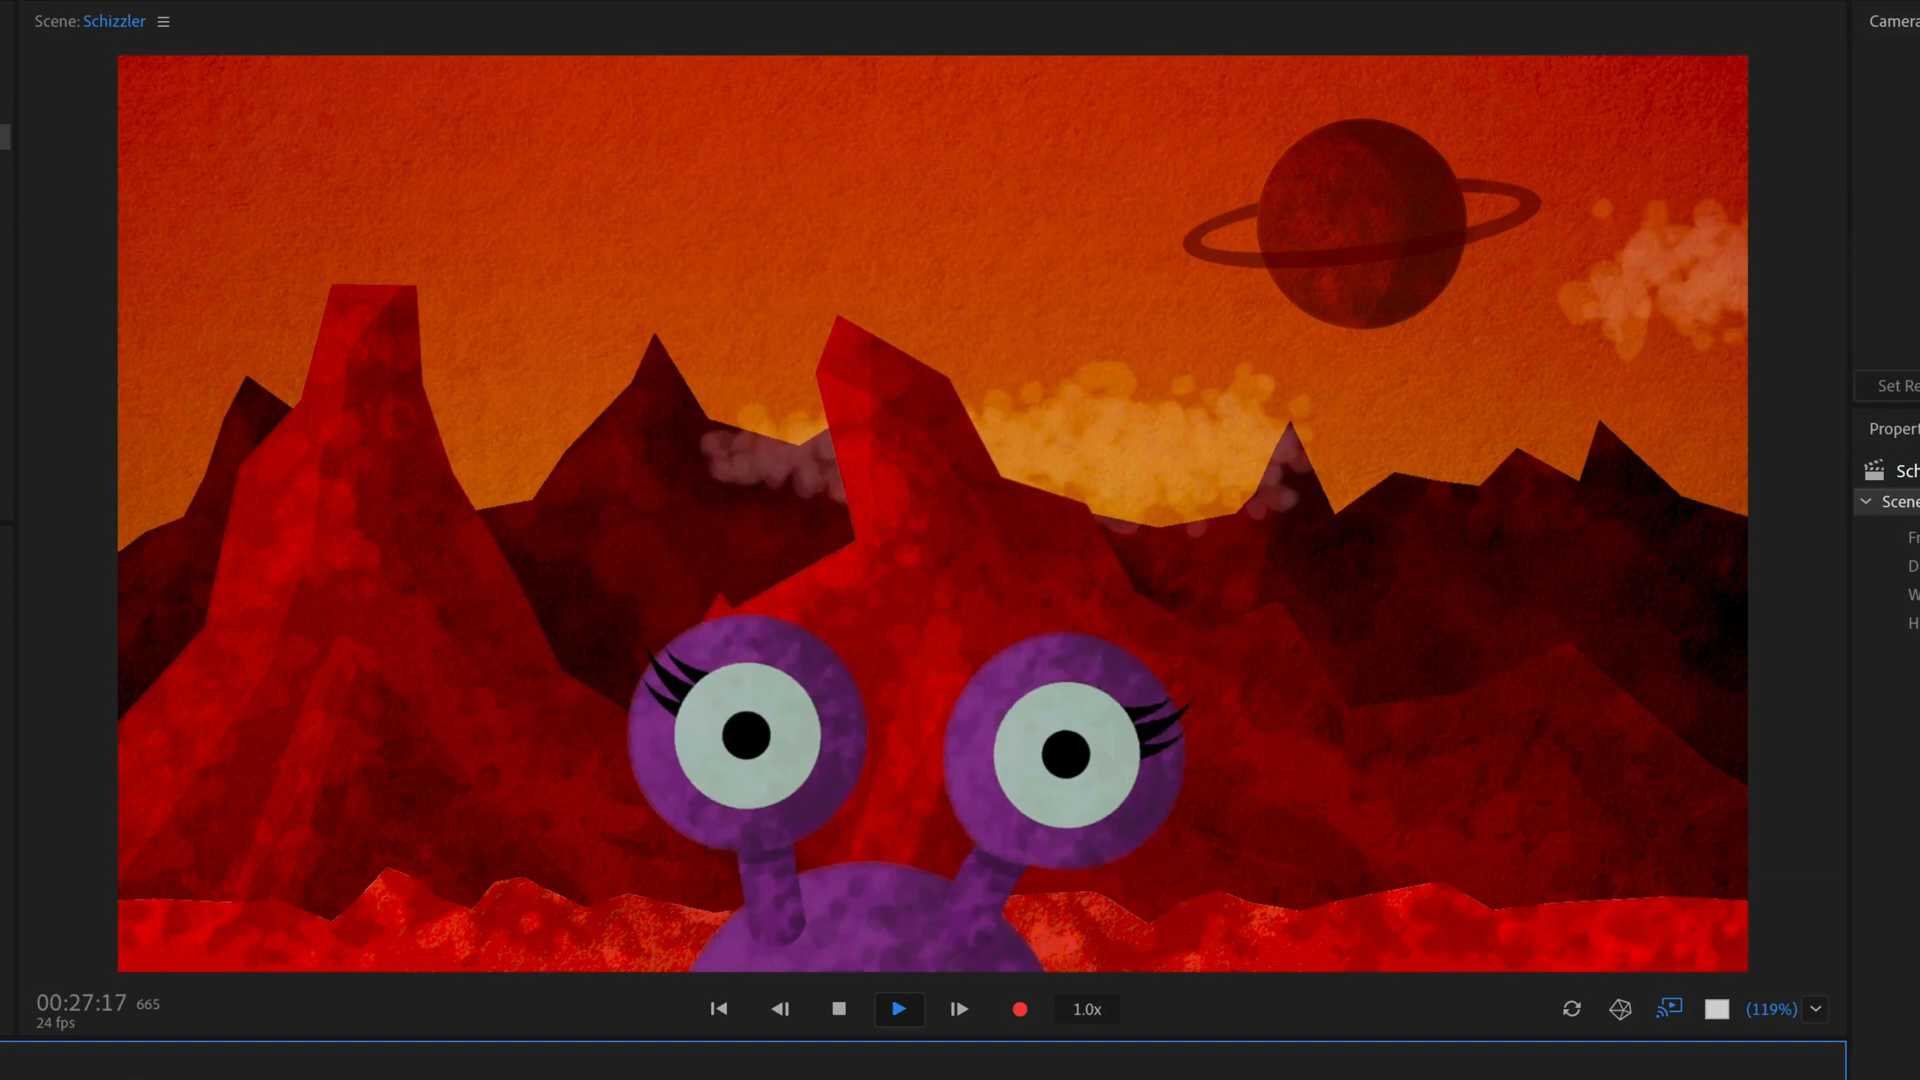 Scene: Schizzler
Camera
Set Re
Propert
Sch
Scene
Fr
D
W
H
00:27:17 665
24 fps
1.0x
(119%)